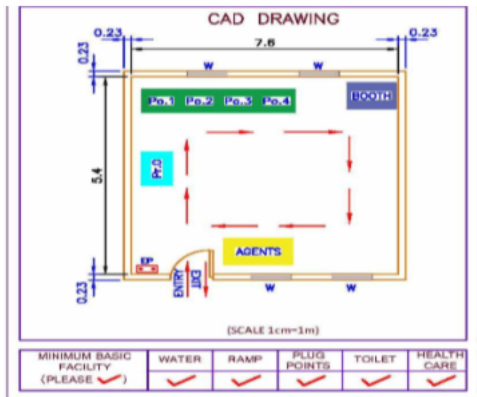 CAD DRAWING
0.23 7.6 0.23
0.23
W W
Po.1 Po.2 Po.3 Po.4 BOOTH
Pr.O
5.4
EP AGENTS
ENTRY EXIT
0.23
W W
(SCALE 1cm=1m)
MINIMUM BASIC FACILITY (PLEASE ✓) WATER RAMP PLUG POINTS TOILET HEALTH CARE
✓ ✓ ✓ ✓ ✓